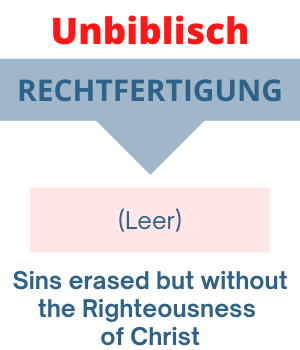 Unbiblisch
RECHTFERTIGUNG
(Leer)
Sins erased but without
the Righteousness
of Christ